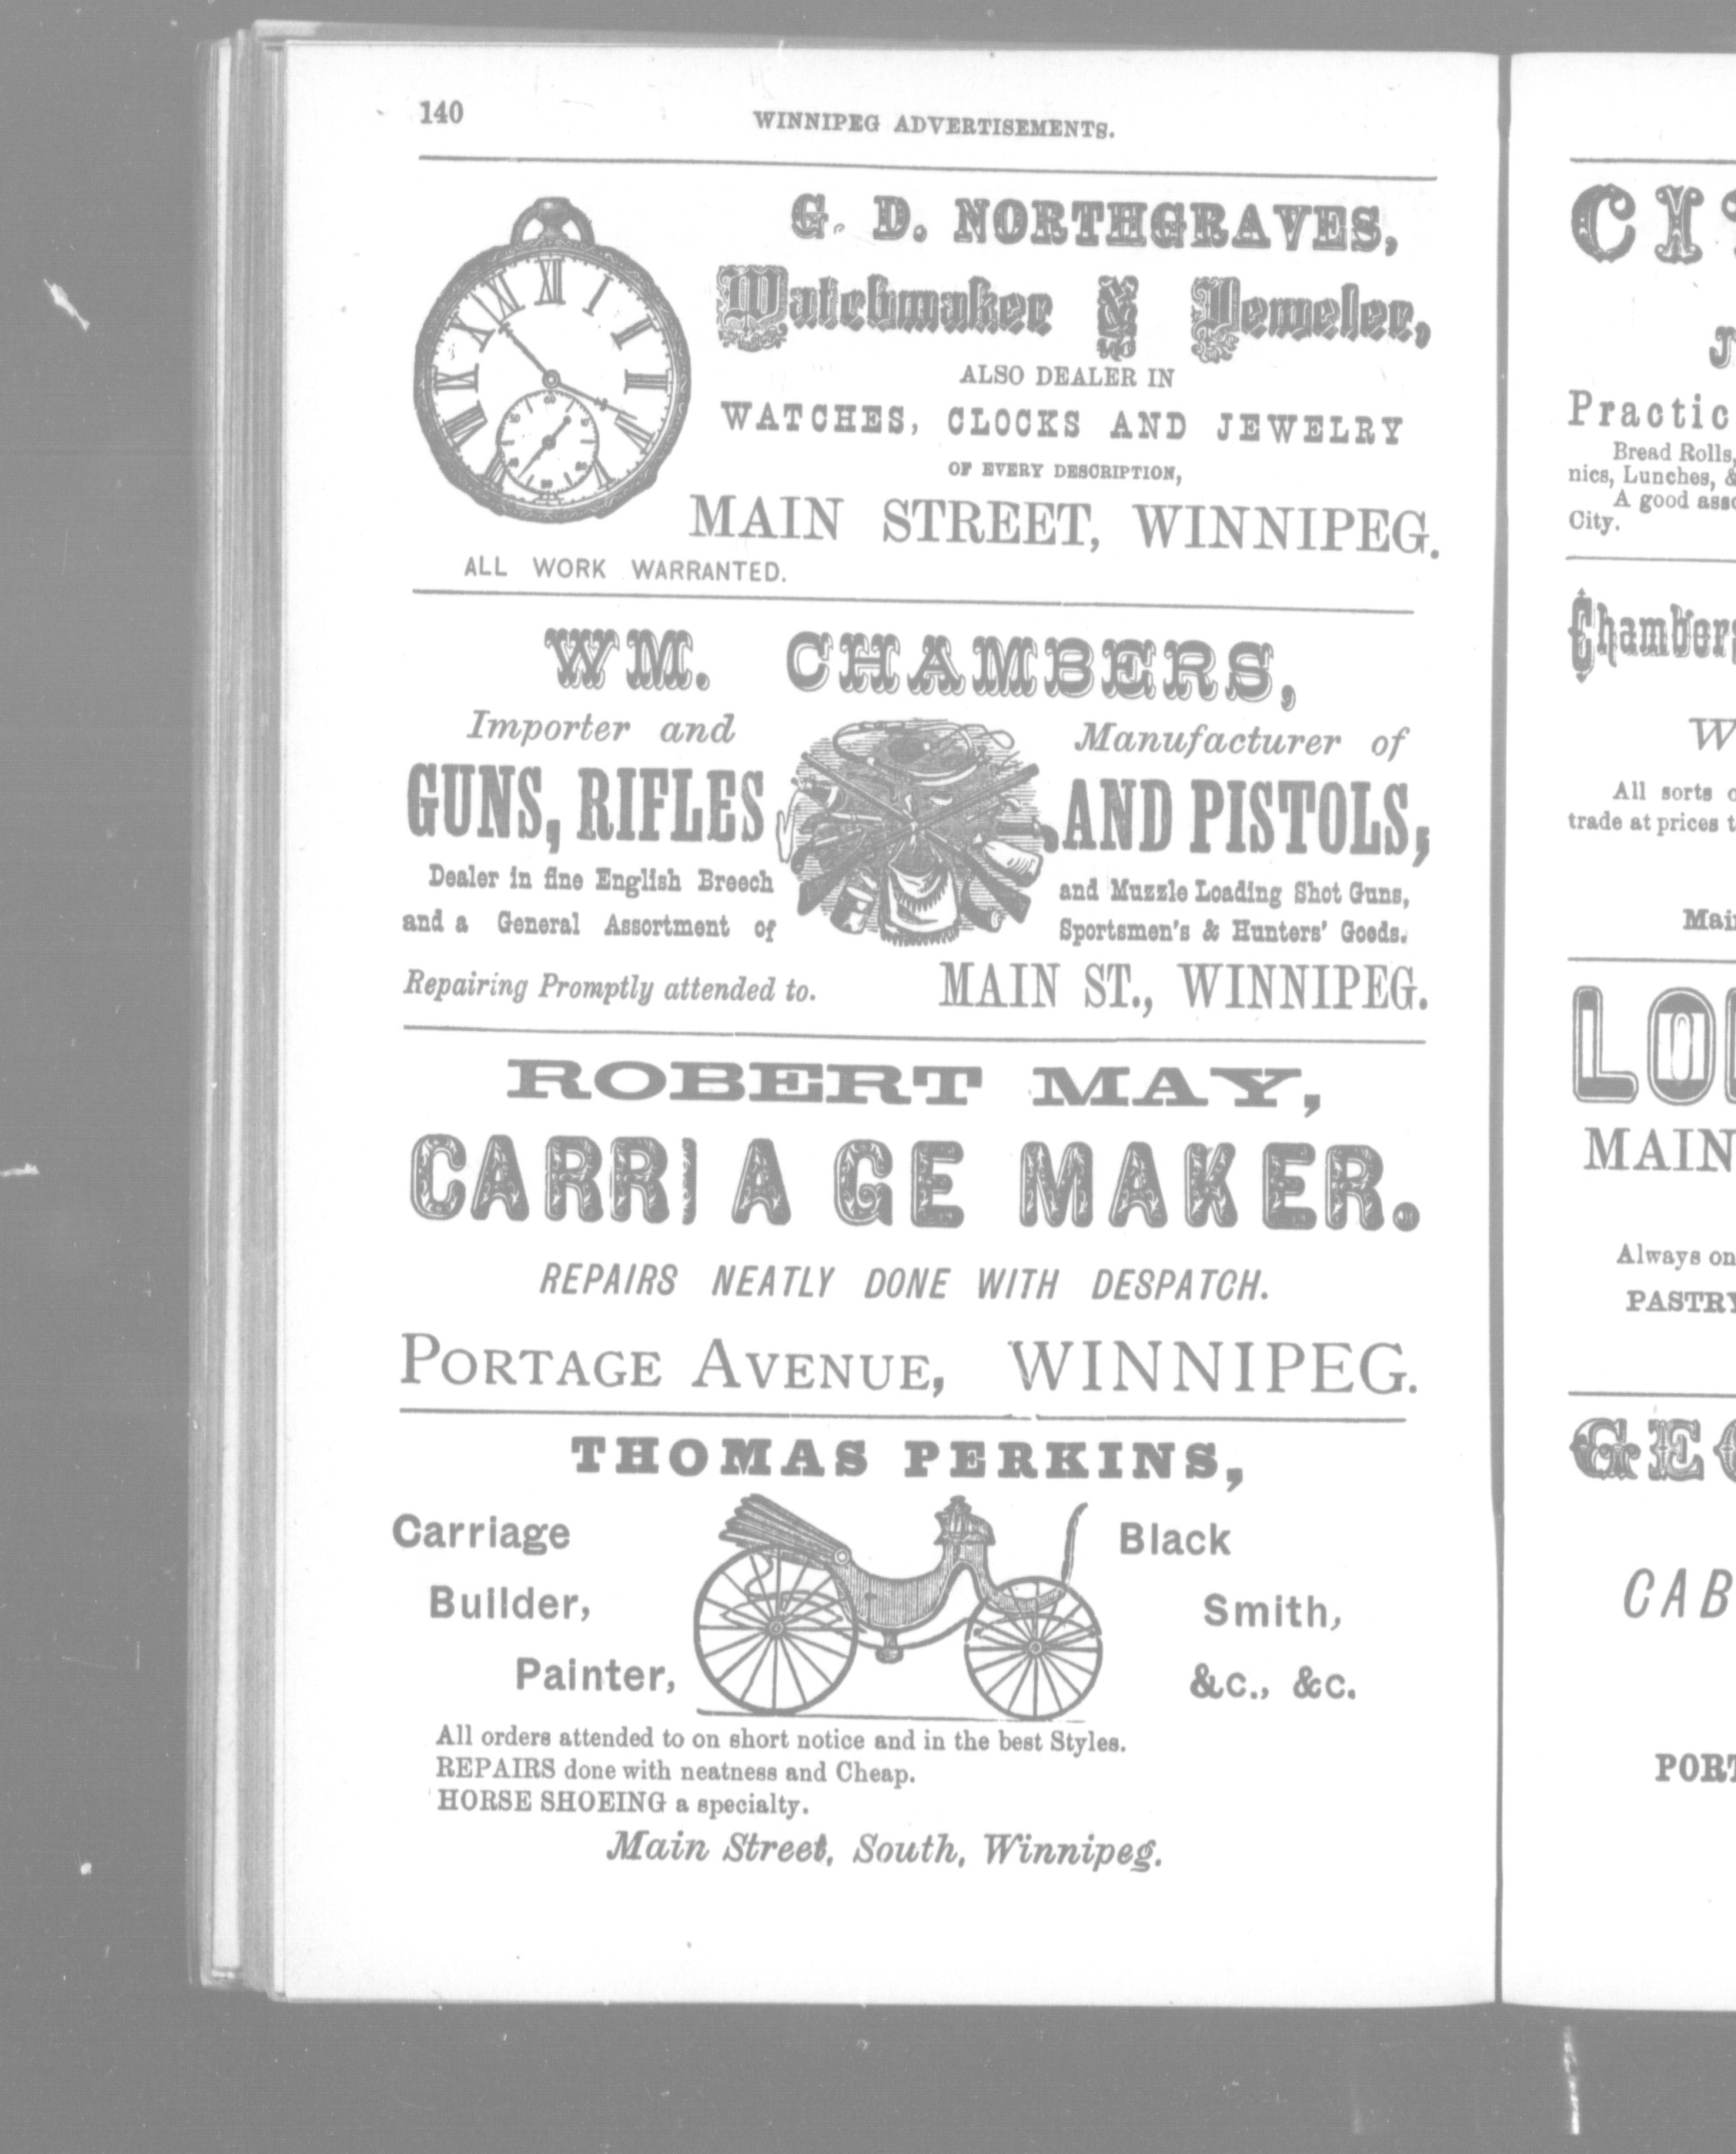 140
WINNIPEG ADVERTISEMENTS.
G. D. NORTHGRAVES,
Watchmaker & Jeweler,
ALSO DEALER IN
WATCHES, CLOCKS AND JEWELRY
OF EVERY DESCRIPTION,
MAIN STREET, WINNIPEG.
ALL WORK WARRANTED.
WM. CHAMBERS,
Importer and Manufacturer of
GUNS, RIFLES AND PISTOLS,
Dealer in fine English Breech and Muzzle Loading Shot Guns,
and a General Assortment of Sportsmen's & Hunters' Goods.
Repairing Promptly attended to. MAIN ST., WINNIPEG.
ROBERT MAY,
CARRIAGE MAKER.
REPAIRS NEATLY DONE WITH DESPATCH.
PORTAGE AVENUE, WINNIPEG.
THOMAS PERKINS,
Carriage Black
Builder, Smith,
Painter, &c., &c.
All orders attended to on short notice and in the best Styles.
REPAIRS done with neatness and Cheap.
HORSE SHOEING a specialty.
Main Street, South, Winnipeg.
Practic
Bread Rolls,
nics, Lunches, &
A good asso
City.
Chambers
W
All sorts o
trade at prices t
Main
MAIN
Always on
PASTRY
GEO
CAB
PORT